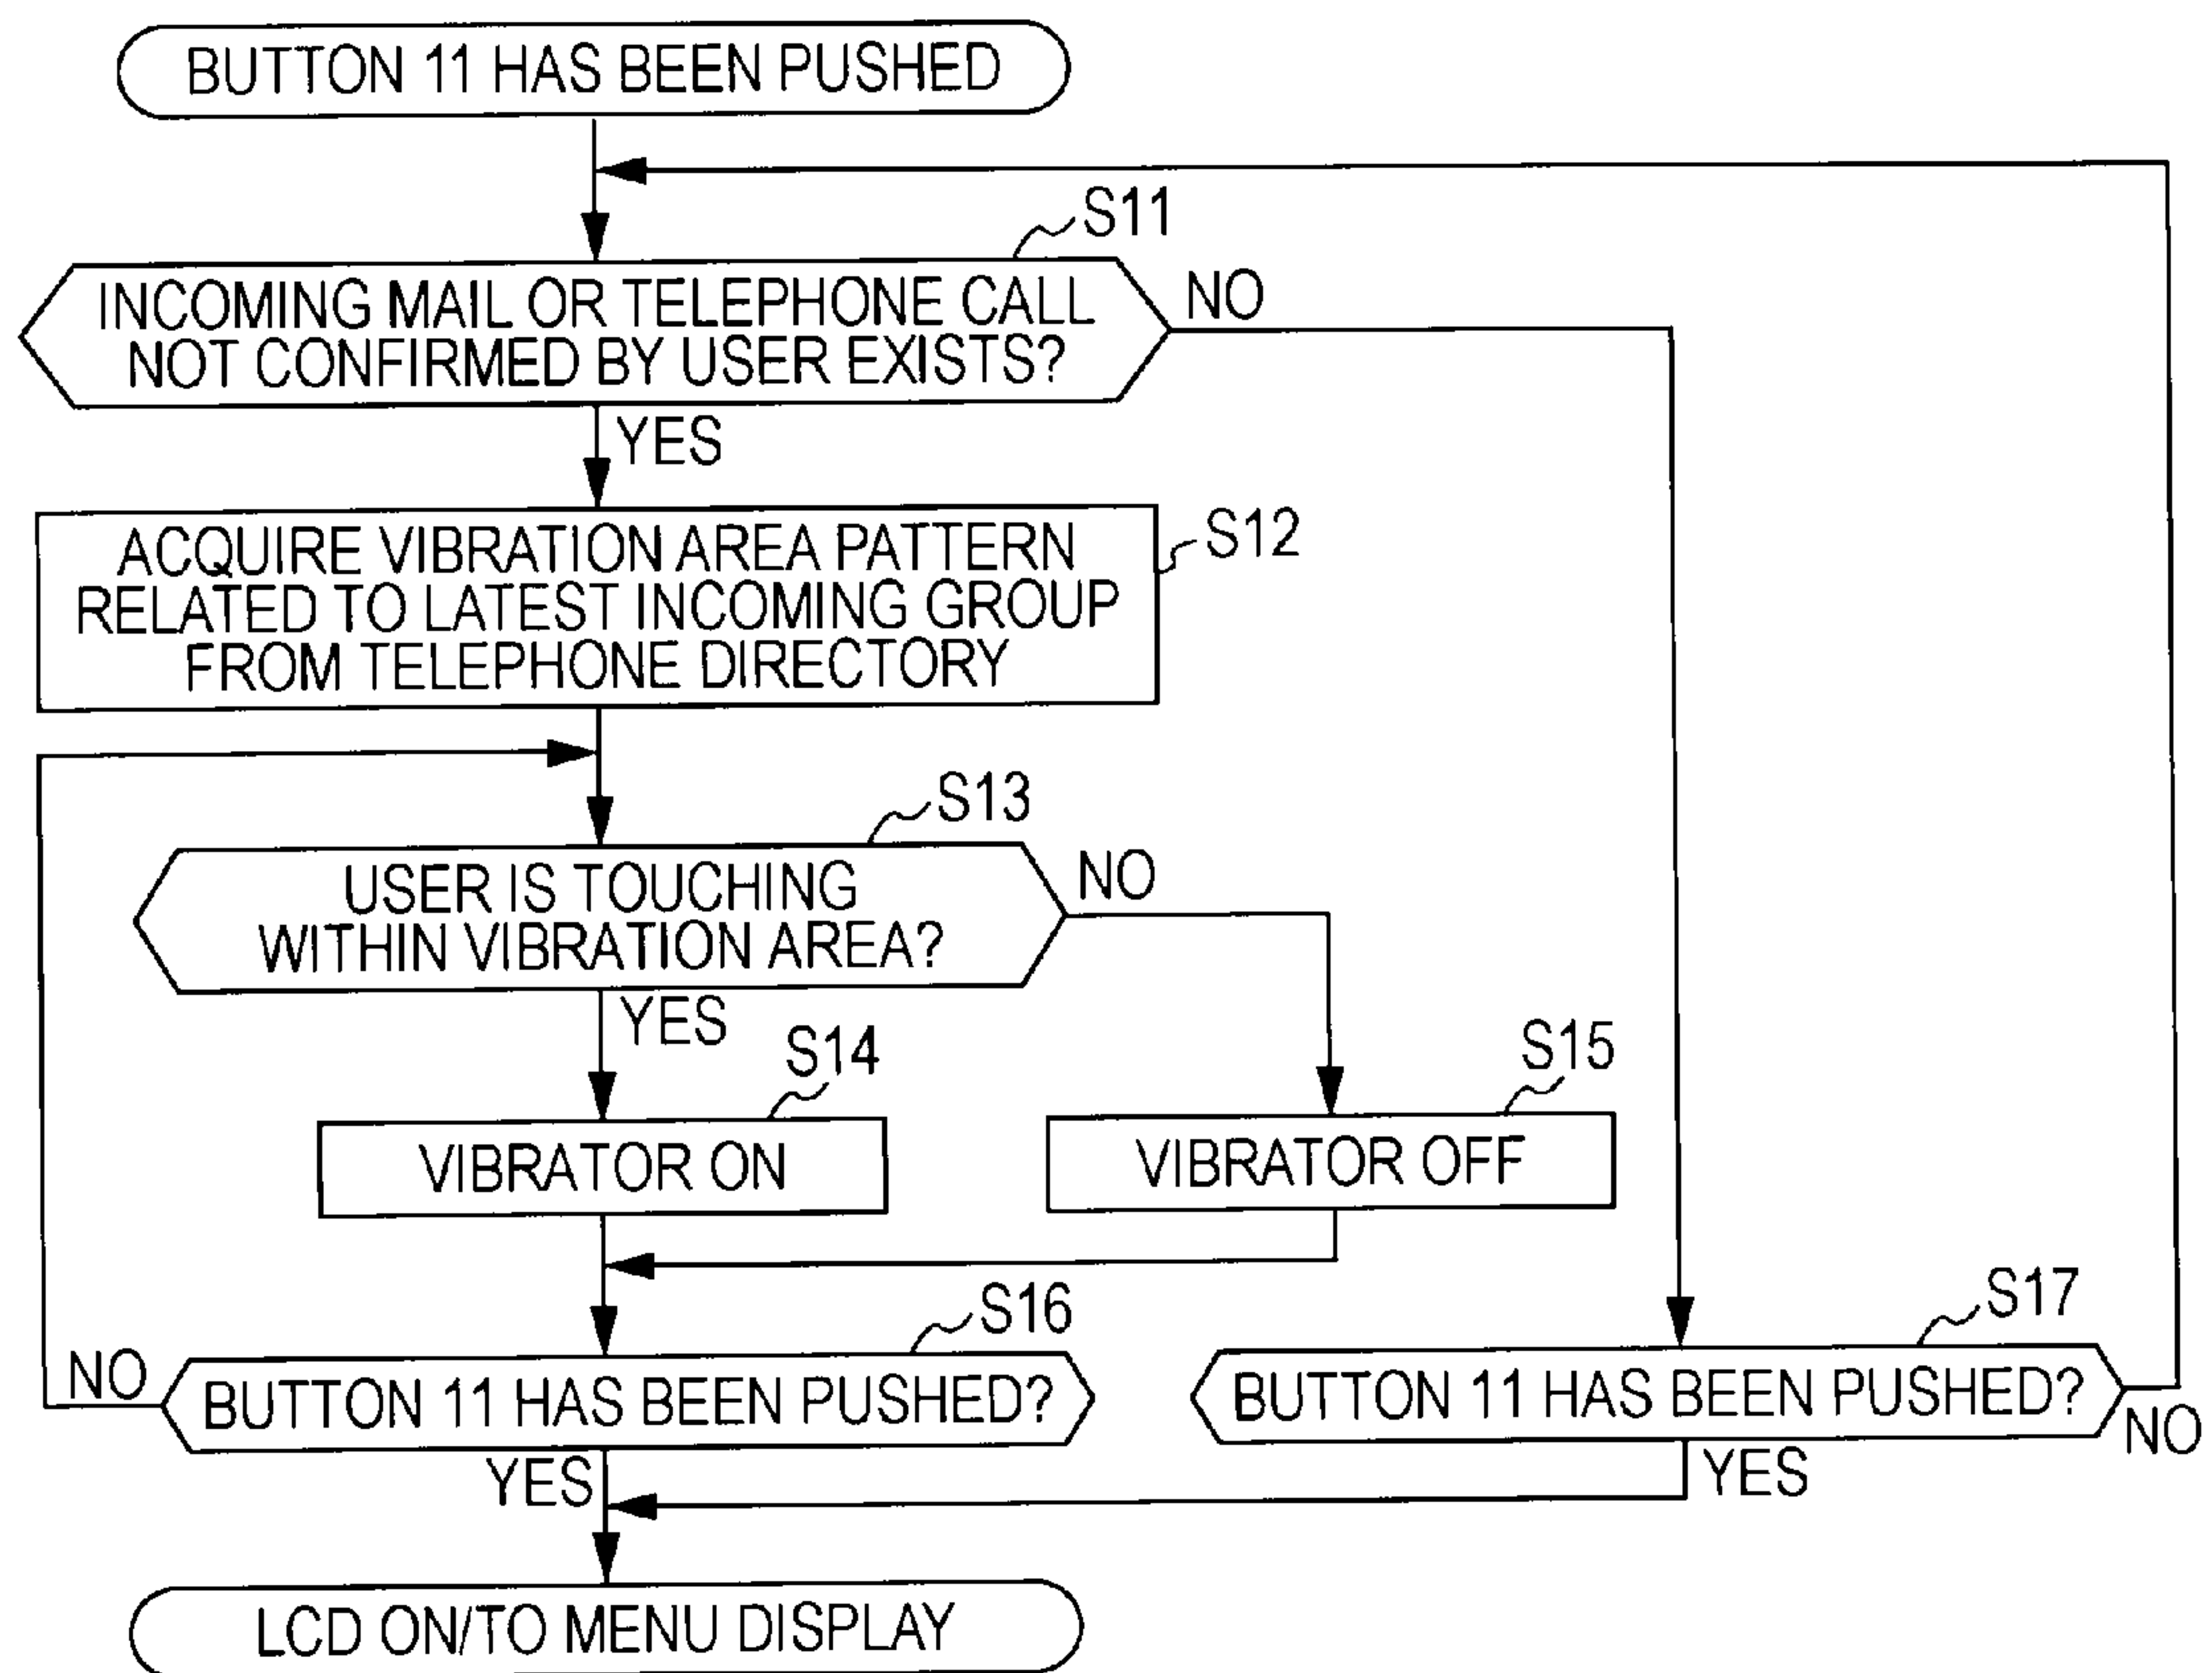 BUTTON 11 HAS BEEN PUSHED
S11
INCOMING MAIL OR TELEPHONE CALL
NOT CONFIRMED BY USER EXISTS?
NO
YES
S12
ACQUIRE VIBRATION AREA PATTERN
RELATED TO LATEST INCOMING GROUP
FROM TELEPHONE DIRECTORY
S13
USER IS TOUCHING
WITHIN VIBRATION AREA?
NO
YES
S14
VIBRATOR ON
S15
VIBRATOR OFF
S16
BUTTON 11 HAS BEEN PUSHED?
NO
YES
S17
BUTTON 11 HAS BEEN PUSHED?
NO
YES
LCD ON/TO MENU DISPLAY